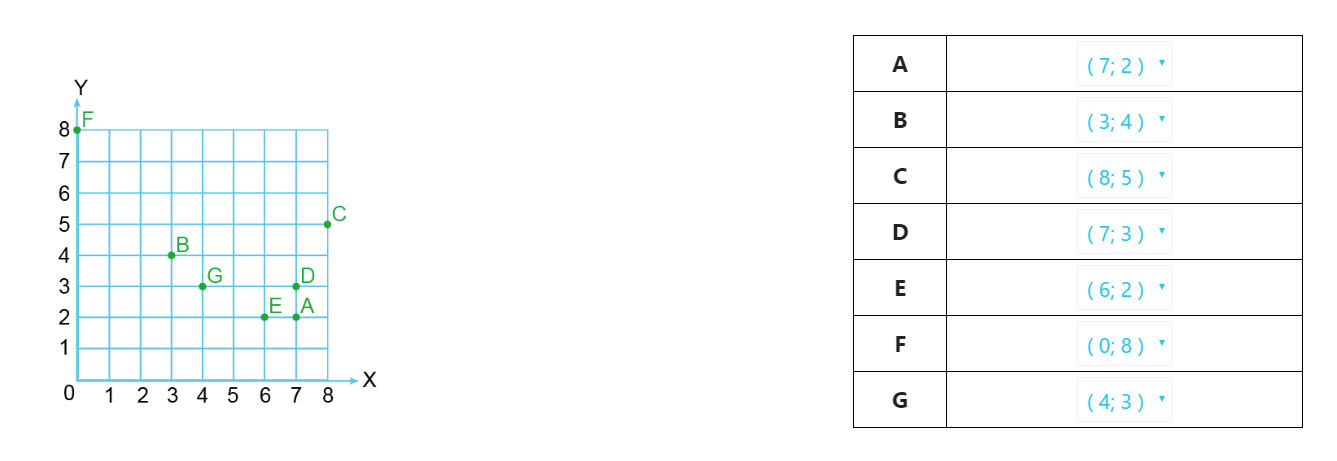 Y
F
8
7
6
5
4
3
2
1
0 1 2 3 4 5 6 7 8
X
C
B
G
D
E
A
A ( 7; 2 )
B ( 3; 4 )
C ( 8; 5 )
D ( 7; 3 )
E ( 6; 2 )
F ( 0; 8 )
G ( 4; 3 )